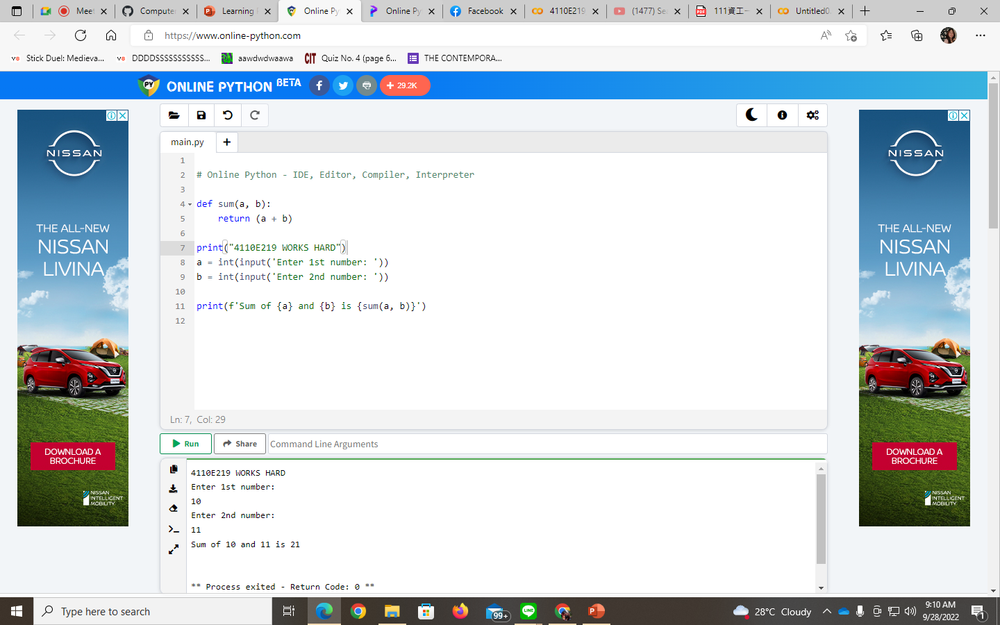 Meet
Computer
Learning
Online Py
Online Py
Facebook
4110E219
(1477) Se
111資工一
Untitled0.
https://www.online-python.com
Stick Duel: Medieva...
DDDDSSSSSSSSSSS...
aawdwdwaawa
CIT
Quiz No. 4 (page 6...
THE CONTEMPORA...
PY
ONLINE PYTHON BETA
29.2K
main.py
1
2 # Online Python - IDE, Editor, Compiler, Interpreter
3
4 def sum(a, b):
5 return (a + b)
6
7 print("4110E219 WORKS HARD")
8 a = int(input('Enter 1st number: '))
9 b = int(input('Enter 2nd number: '))
10
11 print(f'Sum of {a} and {b} is {sum(a, b)}')
12
Ln: 7, Col: 29
Run
Share
Command Line Arguments
4110E219 WORKS HARD
Enter 1st number:
10
Enter 2nd number:
11
Sum of 10 and 11 is 21
** Process exited - Return Code: 0 **
NISSAN
THE ALL-NEW
NISSAN
LIVINA
DOWNLOAD A
BROCHURE
NISSAN
INTELLIGENT
MOBILITY
NISSAN
THE ALL-NEW
NISSAN
LIVINA
DOWNLOAD A
BROCHURE
NISSAN
INTELLIGENT
MOBILITY
Type here to search
99+
LINE
28°C Cloudy
9:10 AM
9/28/2022
1